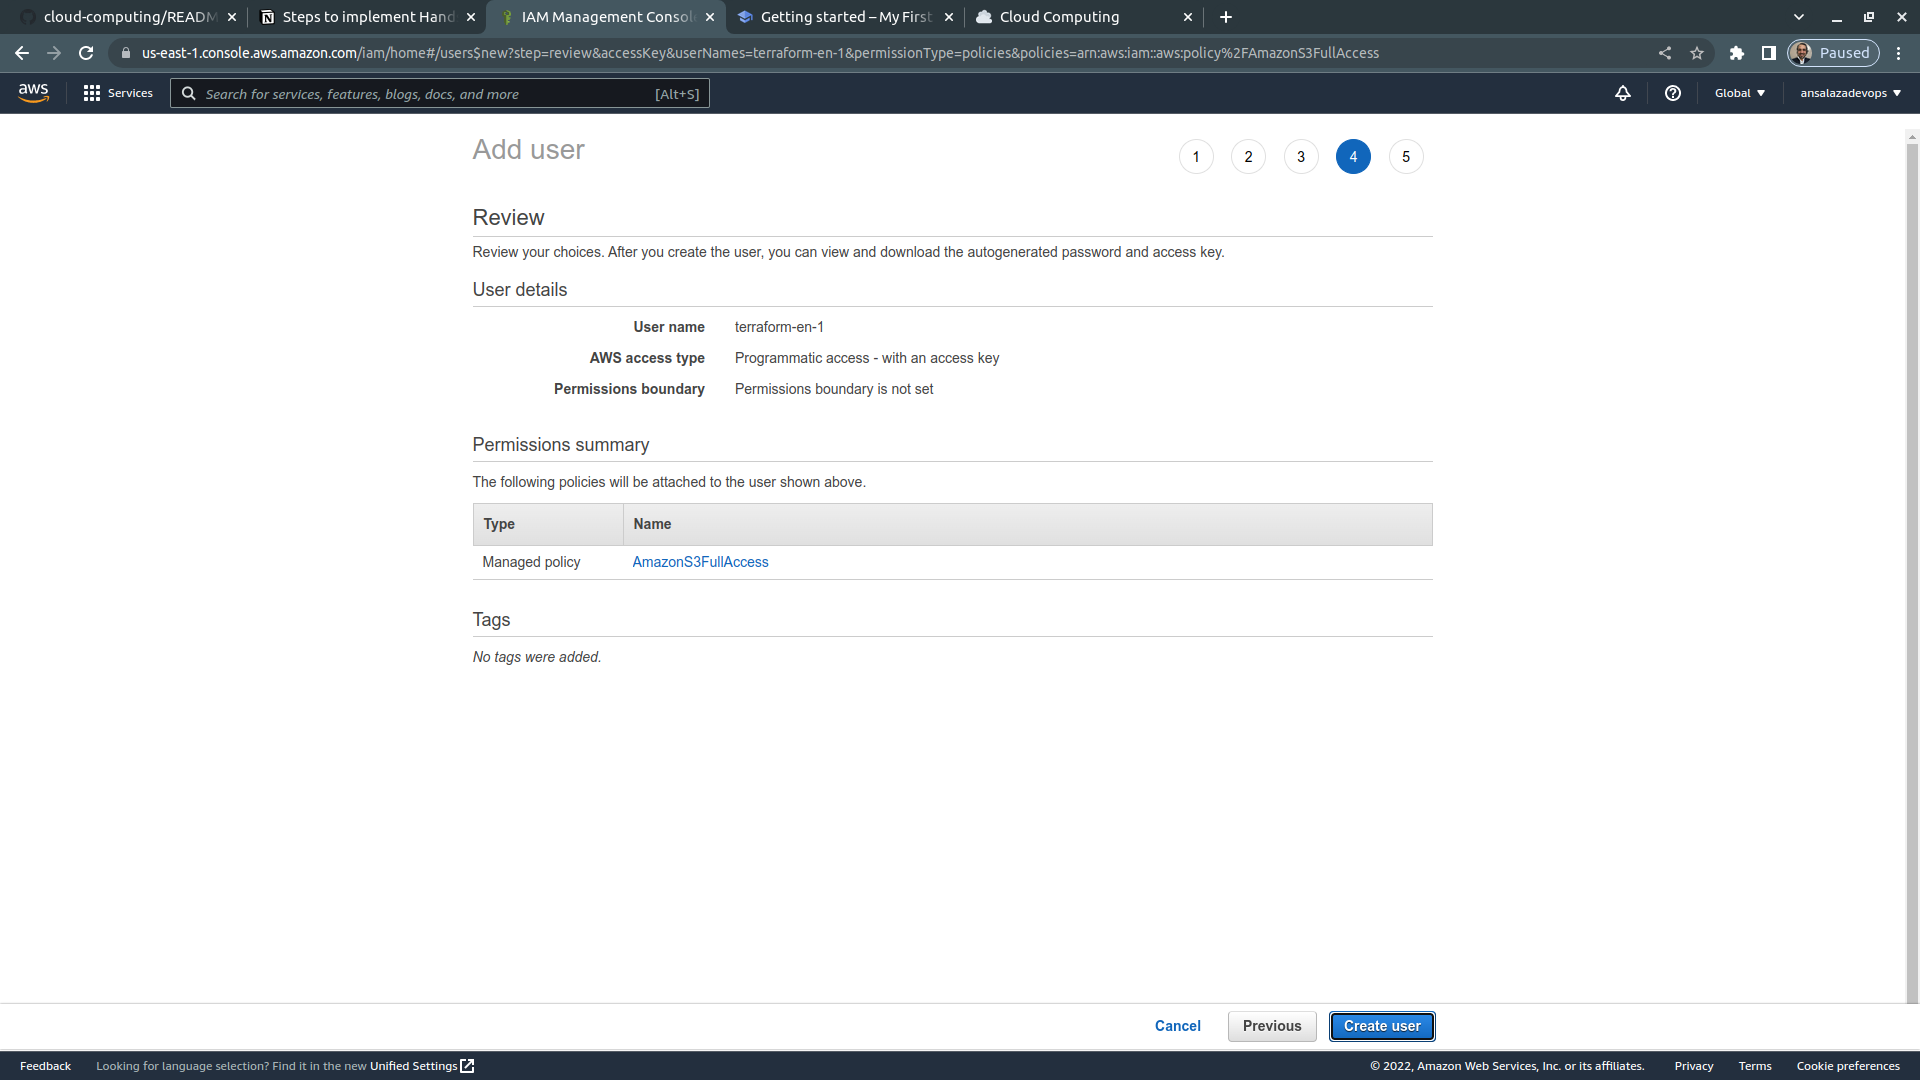 cloud-computing/READM
Steps to implement Hand
IAM Management Consol
Getting started – My First
Cloud Computing
us-east-1.console.aws.amazon.com/iam/home#/users$new?step=review&accessKey&userNames=terraform-en-1&permissionType=policies&policies=arn:aws:iam::aws:policy%2FAmazonS3FullAccess
Paused
aws
Services
Search for services, features, blogs, docs, and more
[Alt+S]
Global
ansalazadevops
Add user
1 2 3 4 5
Review
Review your choices. After you create the user, you can view and download the autogenerated password and access key.
User details
User name terraform-en-1
AWS access type Programmatic access - with an access key
Permissions boundary Permissions boundary is not set
Permissions summary
The following policies will be attached to the user shown above.
Type Name
Managed policy AmazonS3FullAccess
Tags
No tags were added.
Cancel Previous Create user
Feedback Looking for language selection? Find it in the new Unified Settings © 2022, Amazon Web Services, Inc. or its affiliates. Privacy Terms Cookie preferences